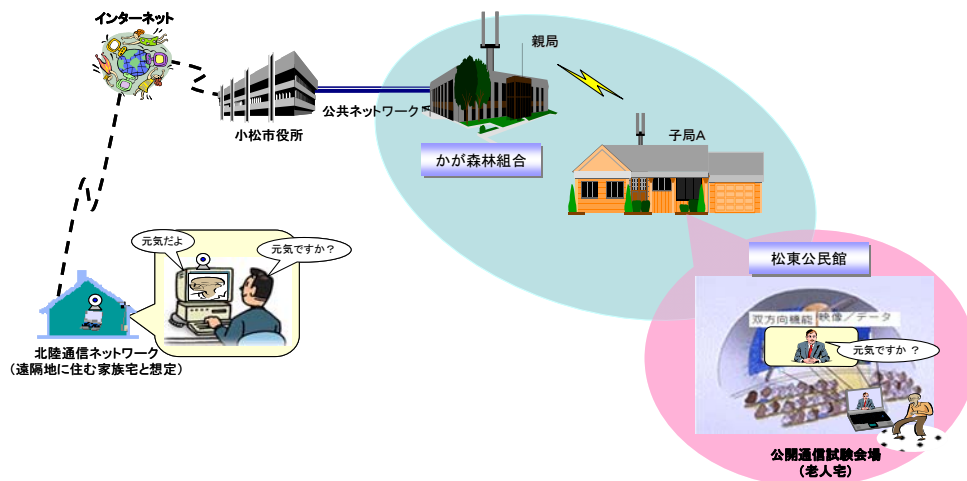 インターネット
親局
公共ネットワーク
小松市役所
かが森林組合
子局A
元気だよ
元気ですか？
松東公民館
双方向機能
映像／データ
元気ですか ？
北陸通信ネットワーク
（遠隔地に住む家族宅と想定）
公開通信試験会場
（老人宅）